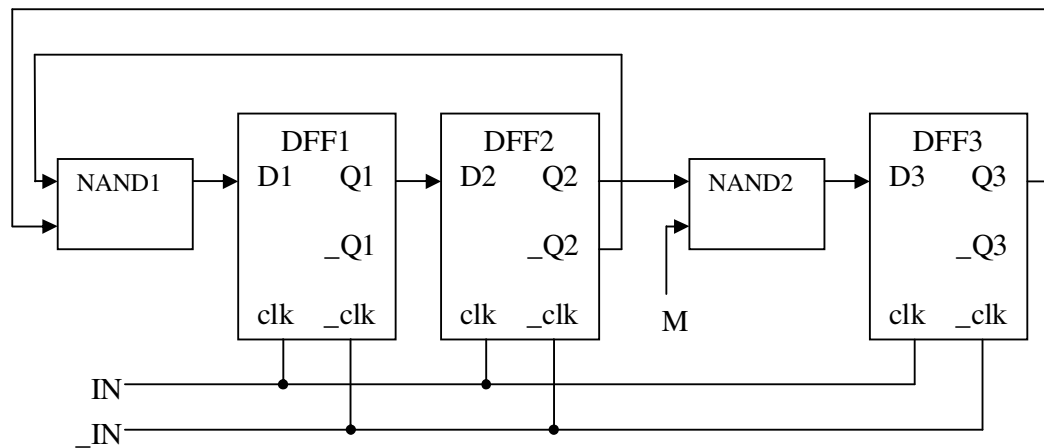 DFF1
DFF2
DFF3
NAND1
D1
Q1
D2
Q2
NAND2
D3
Q3
_Q1
_Q2
_Q3
clk
_clk
clk
_clk
M
clk
_clk
IN
_IN